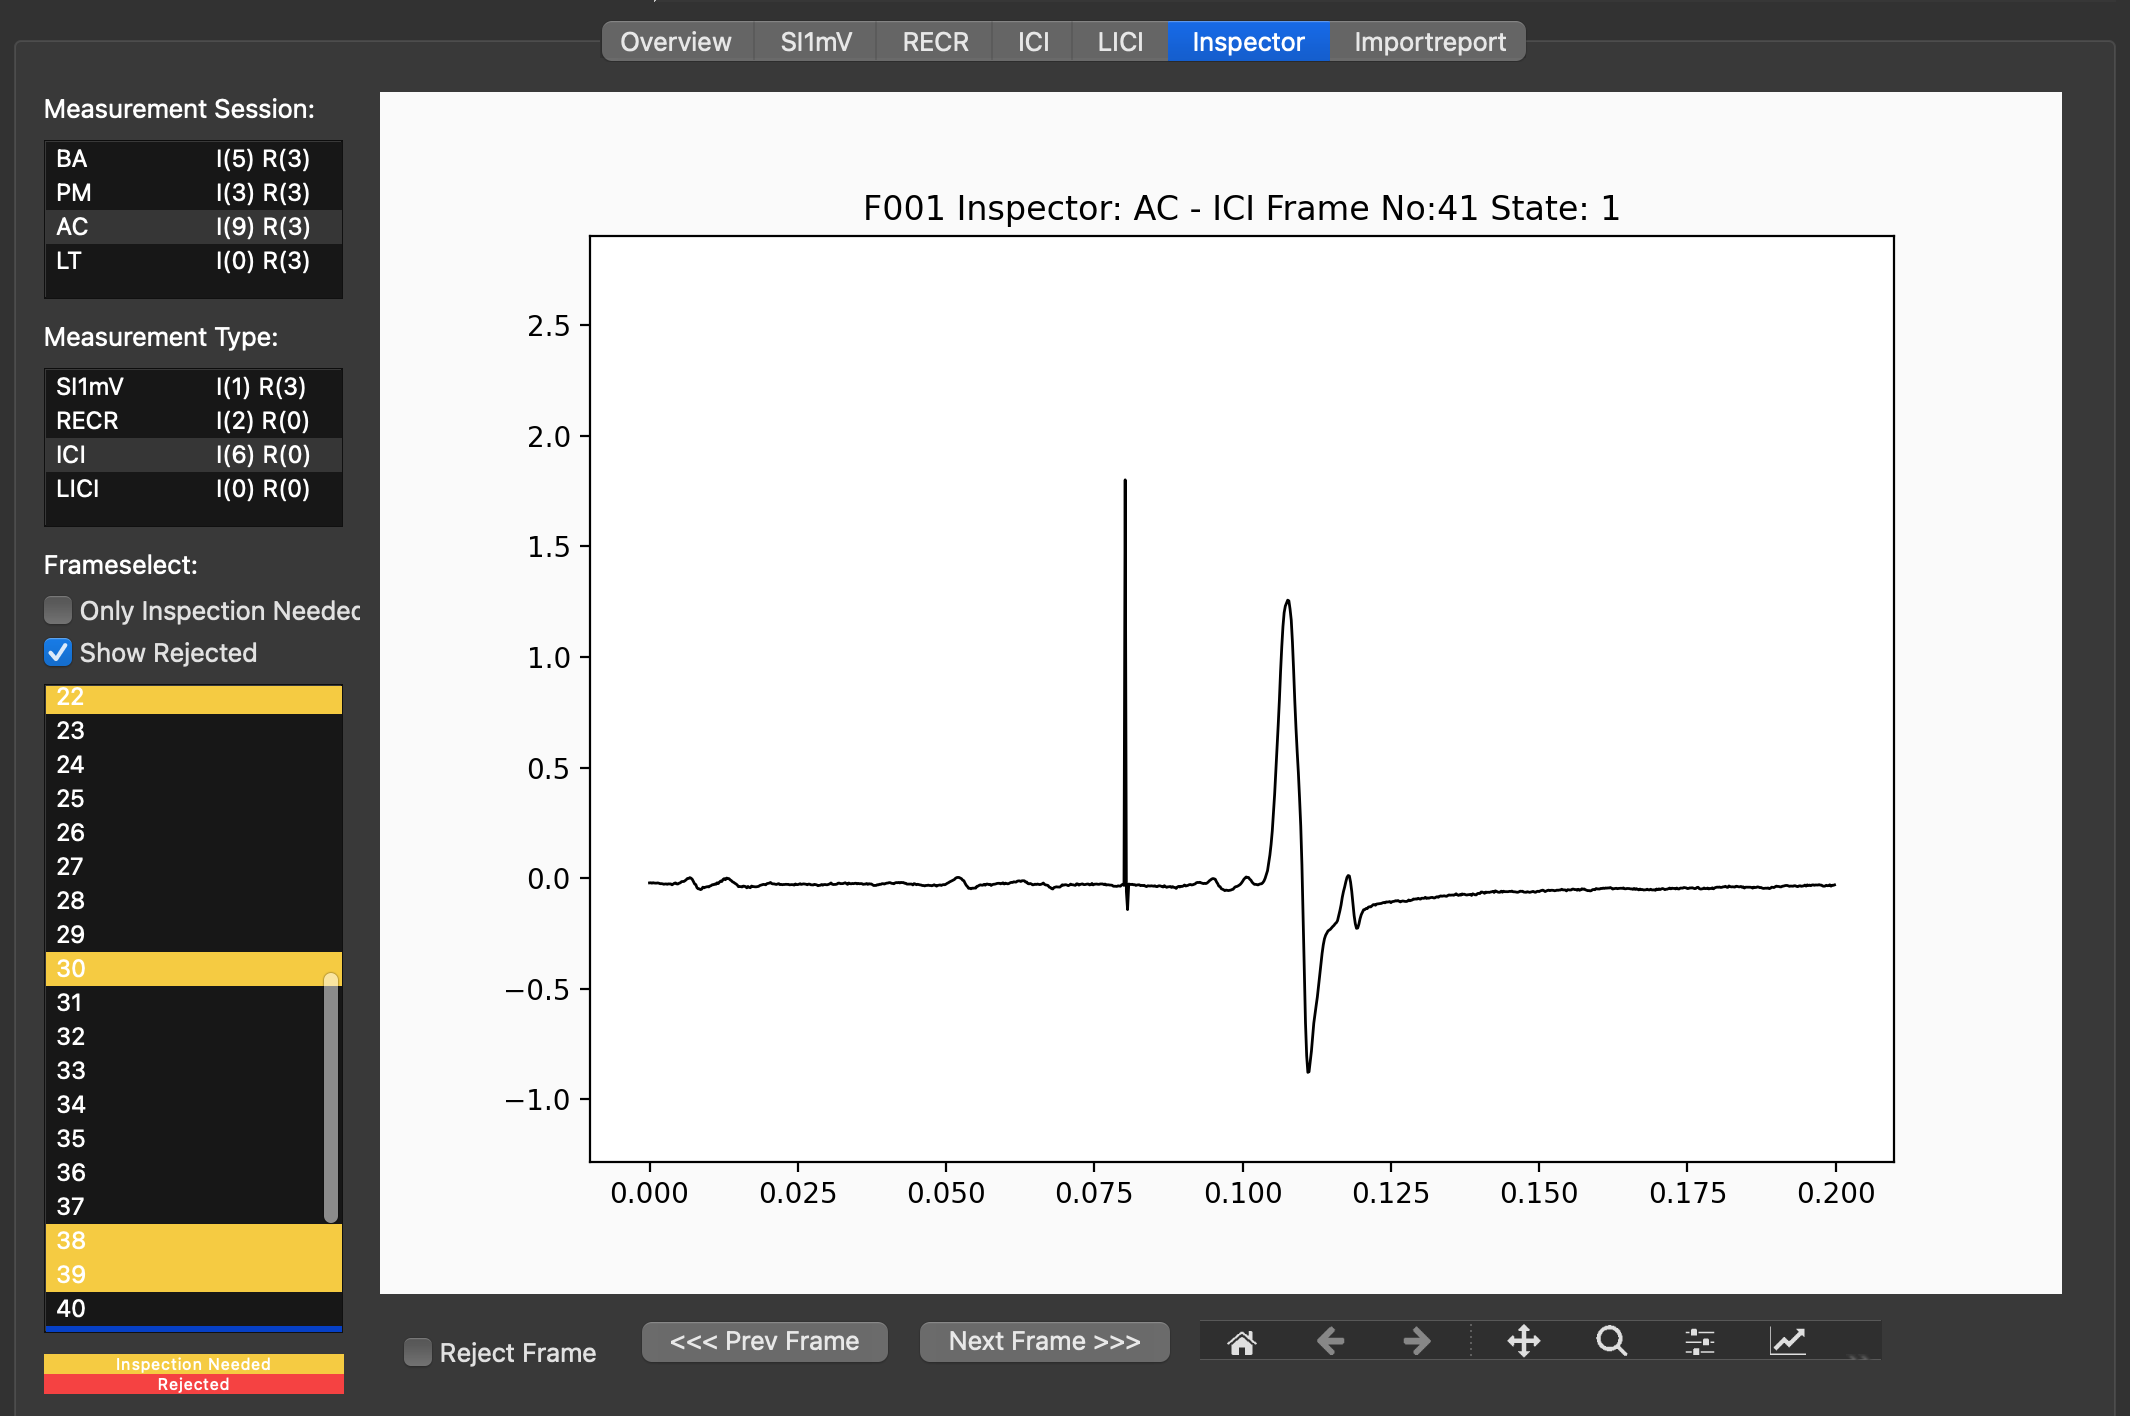 Overview SI1mV RECR ICI LICI Inspector Importreport
Measurement Session:
BA I(5) R(3)
PM I(3) R(3)
AC I(9) R(3)
LT I(0) R(3)
Measurement Type:
SI1mV I(1) R(3)
RECR I(2) R(0)
ICI I(6) R(0)
LICI I(0) R(0)
Frameselect:
Only Inspection Needed
Show Rejected
22
23
24
25
26
27
28
29
30
31
32
33
34
35
36
37
38
39
40
Inspection Needed
Rejected
F001 Inspector: AC - ICI Frame No:41 State: 1
2.5
2.0
1.5
1.0
0.5
0.0
−0.5
−1.0
0.000 0.025 0.050 0.075 0.100 0.125 0.150 0.175 0.200
Reject Frame
<<< Prev Frame
Next Frame >>>